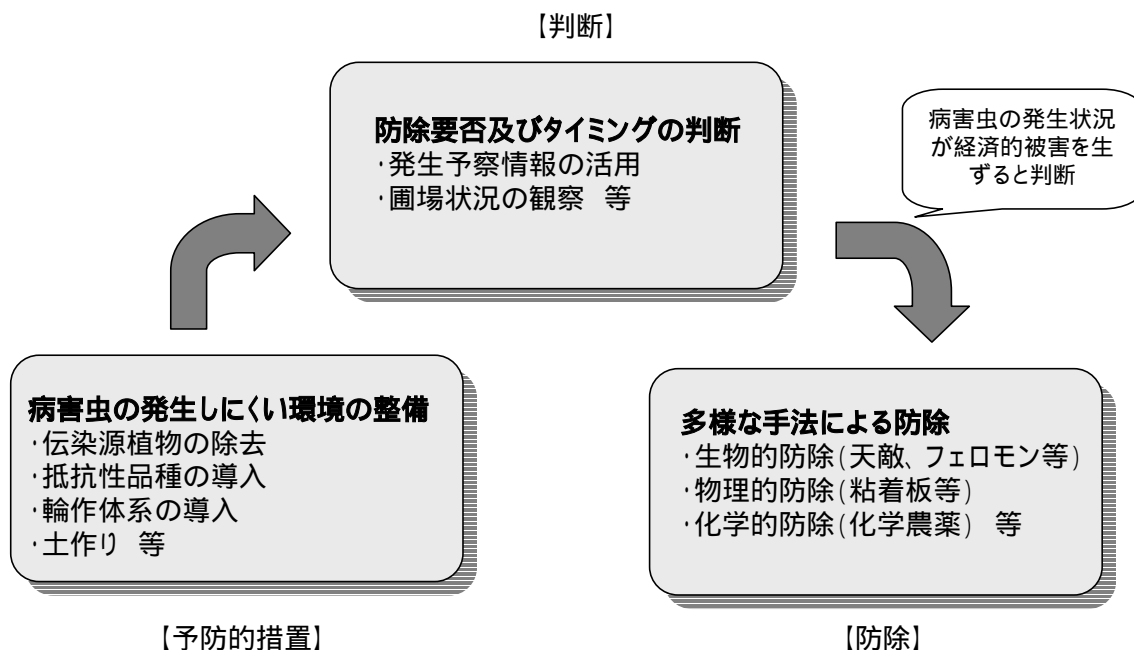 【判断】
防除要否及びタイミングの判断
・発生予察情報の活用
・圃場状況の観察 等
病害虫の発生状況
が経済的被害を生
ずると判断
病害虫の発生しにくい環境の整備
・伝染源植物の除去
・抵抗性品種の導入
・輪作体系の導入
・土作り 等
【予防的措置】
多様な手法による防除
・生物的防除(天敵、フェロモン等)
・物理的防除(粘着板等)
・化学的防除(化学農薬) 等
【防除】